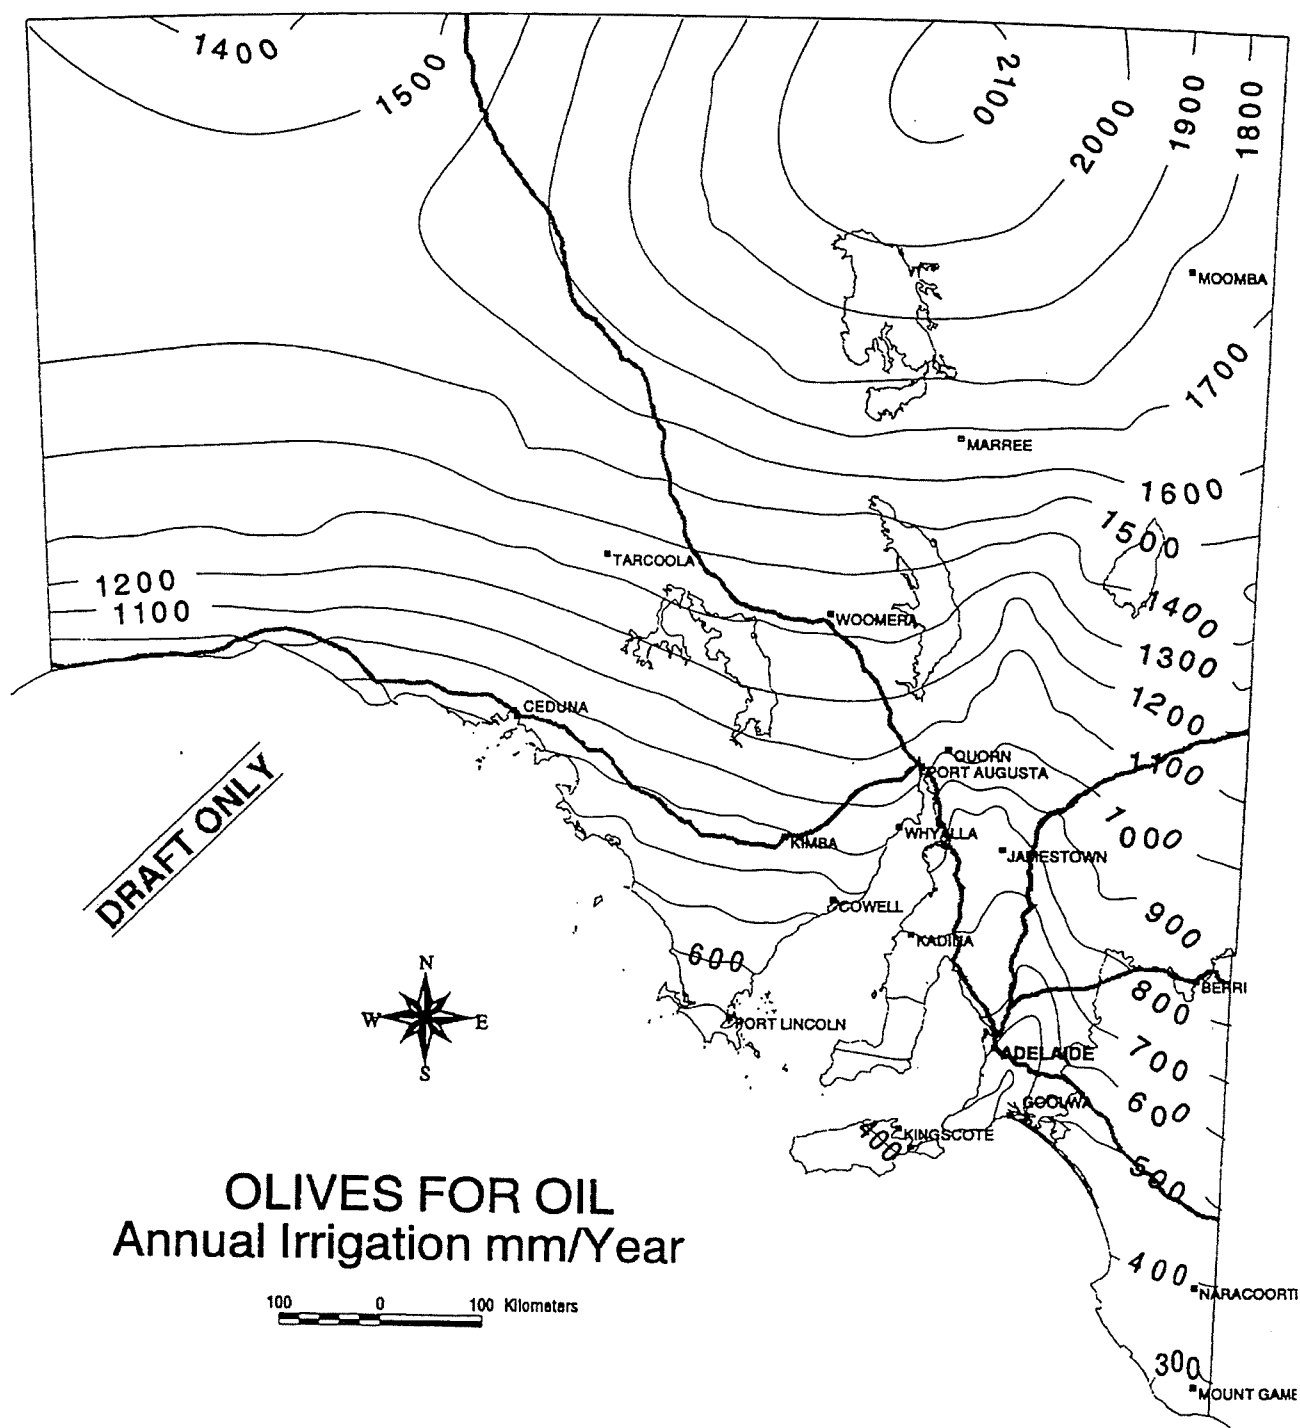 1400
1500
2100
2000
1900
1800
MOOMBA
1700
MARREE
1600
1500
TARCOOLA
1200
1100
1400
WOOMERA
1300
1200
CEDUNA
QUORN
PORT AUGUSTA
1100
1000
WHYALLA
KIMBA
JAMESTOWN
DRAFT ONLY
COWELL
900
KADINA
600
N
W E
S
BERRI
800
PORT LINCOLN
ADELAIDE
700
GOOLWA
600
400
KINGSCOTE
500
OLIVES FOR OIL
Annual Irrigation mm/Year
400
NARACOORT
100 0 100 Kilometers
300
MOUNT GAM